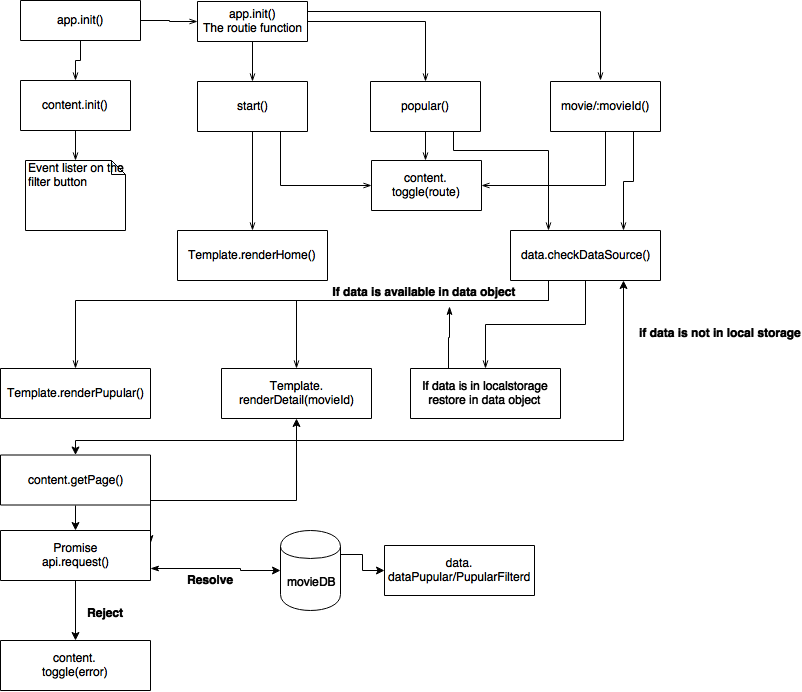 app.init()
app.init()
The routie function
content.init()
start()
popular()
movie/:movieId()
Event lister on the
filter button
content.
toggle(route)
Template.renderHome()
data.checkDataSource()
If data is available in data object
if data is not in local storage
Template.renderPupular()
Template.
renderDetail(movieId)
If data is in localstorage
restore in data object
content.getPage()
Promise
api.request()
Resolve
movieDB
data.
dataPupular/PupularFilterd
Reject
content.
toggle(error)